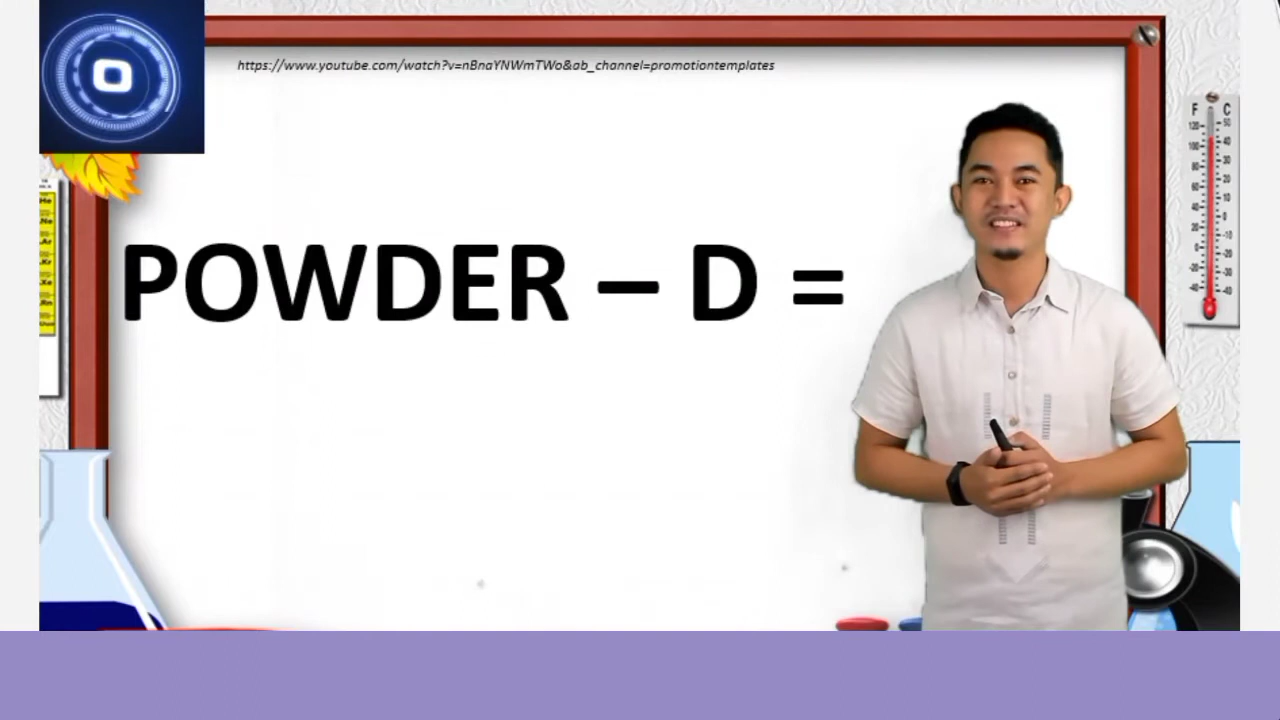 https://www.youtube.com/watch?v=nBnaYNWmTWo&ab_channel=promotiontemplates
POWDER – D =
F C